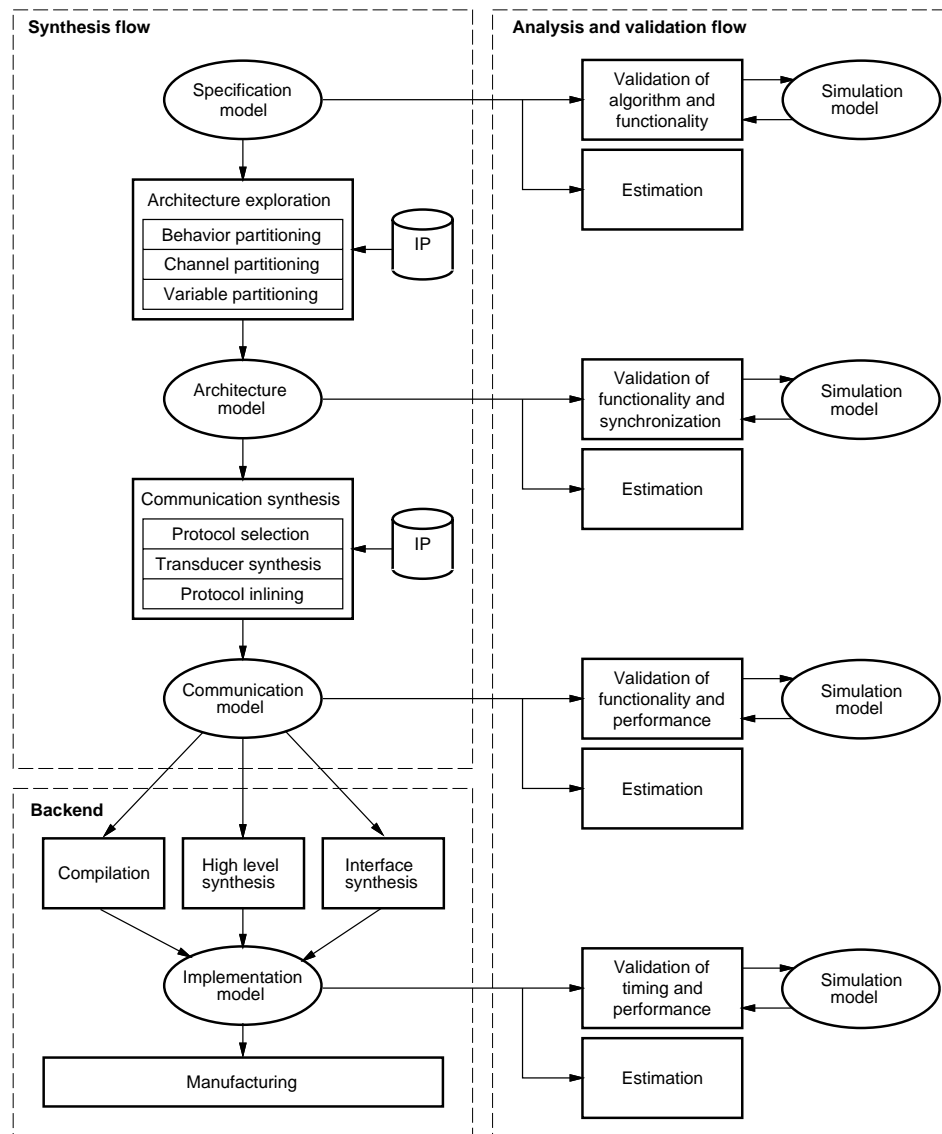 Synthesis flow
Specification
model
Architecture exploration
Behavior partitioning
Channel partitioning
Variable partitioning
IP
Architecture
model
Communication synthesis
Protocol selection
Transducer synthesis
Protocol inlining
IP
Communication
model
Backend
Compilation
High level
synthesis
Interface
synthesis
Implementation
model
Manufacturing
Analysis and validation flow
Validation of
algorithm and
functionality
Simulation
model
Estimation
Validation of
functionality and
synchronization
Simulation
model
Estimation
Validation of
functionality and
performance
Simulation
model
Estimation
Validation of
timing and
performance
Simulation
model
Estimation